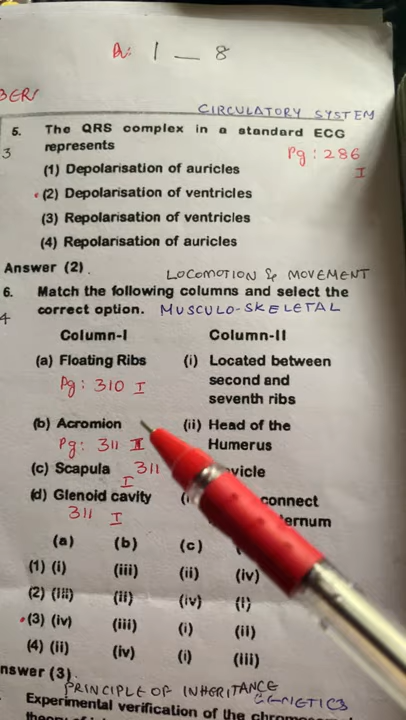 Q: 1 — 8
CIRCULATORY SYSTEM
5. The QRS complex in a standard ECG
3 represents
Pg: 286
I
(1) Depolarisation of auricles
(2) Depolarisation of ventricles
(3) Repolarisation of ventricles
(4) Repolarisation of auricles
Answer (2).
LOCOMOTION & MOVEMENT
6. Match the following columns and select the
4 correct option. MUSCULO-SKELETAL
Column-I Column-II
(a) Floating Ribs (i) Located between
second and
Pg: 310 I
seventh ribs
(b) Acromion (ii) Head of the
Pg: 311 I Humerus
(c) Scapula 311
I
(d) Glenoid cavity connect
311 I
(a) (b) (c)
(1) (i) (iii) (ii) (iv)
(2) (iii) (ii) (iv) (i)
(3) (iv) (iii) (i) (ii)
(4) (ii) (iv) (i) (iii)
nswer (3).
PRINCIPLE OF INHERITANCE
GENETICS
Experimental verification of the